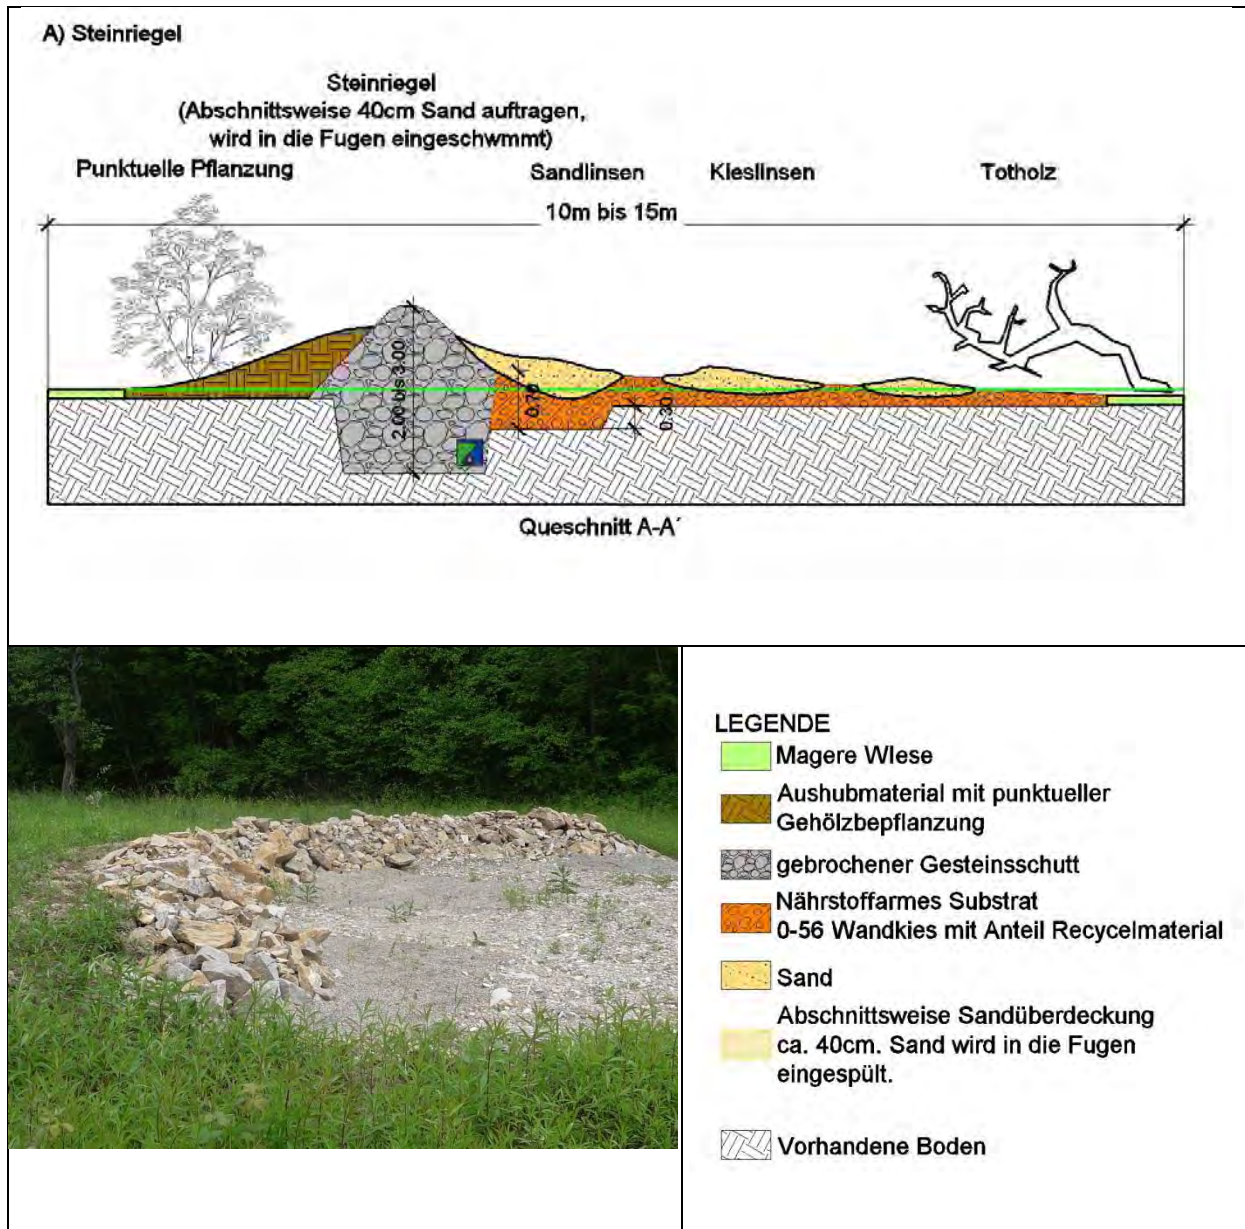 A) Steinriegel
Steinriegel
(Abschnittsweise 40cm Sand auftragen,
wird in die Fugen eingeschwmmt)
Punktuelle Pflanzung
Sandlinsen
Kieslinsen
Totholz
10m bis 15m
2.00 bis 3.00
0.70
0.30
Queschnitt A-A´
LEGENDE
Magere Wiese
Aushubmaterial mit punktueller
Gehölzbepflanzung
gebrochener Gesteinsschutt
Nährstoffarmes Substrat
0-56 Wandkies mit Anteil Recycelmaterial
Sand
Abschnittsweise Sandüberdeckung
ca. 40cm. Sand wird in die Fugen
eingespült.
Vorhandene Boden